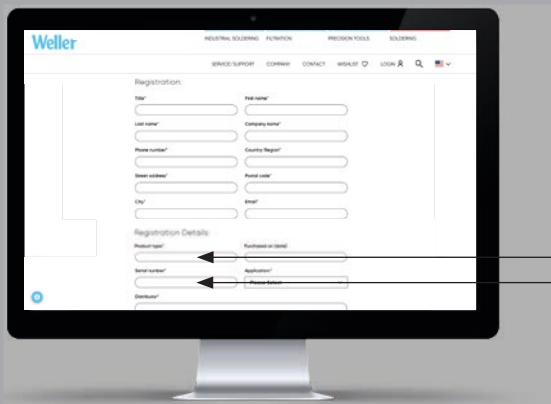 Weller
INDUSTRIAL SOLDERING FILTRATION PRECISION TOOLS SOLDERING
SERVICE/SUPPORT COMPANY CONTACT WISHLIST LOGIN
Registration:
Title* First name*
Last name* Company name*
Phone number* Country/Region*
Street address* Postal code*
City* Email*
Registration Details:
Product type* Purchased on (date)
Serial number* Application*
Please Select
Distributor*